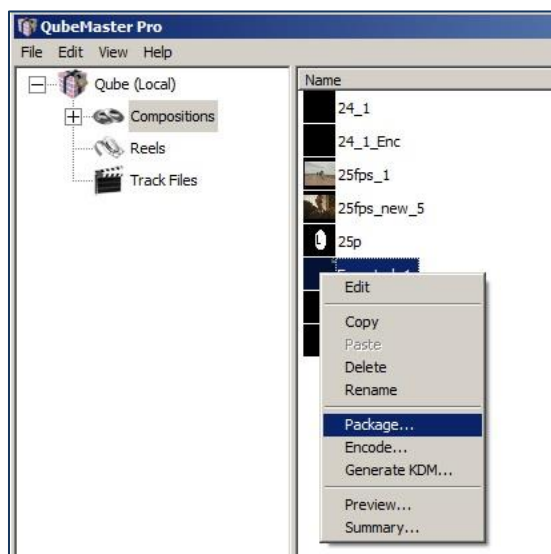 QubeMaster Pro
File Edit View Help
Qube (Local)
Compositions
Reels
Track Files
Name
24_1
24_1_Enc
25fps_1
25fps_new_5
25p
Edit
Copy
Paste
Delete
Rename
Package...
Encode...
Generate KDM...
Preview...
Summary...